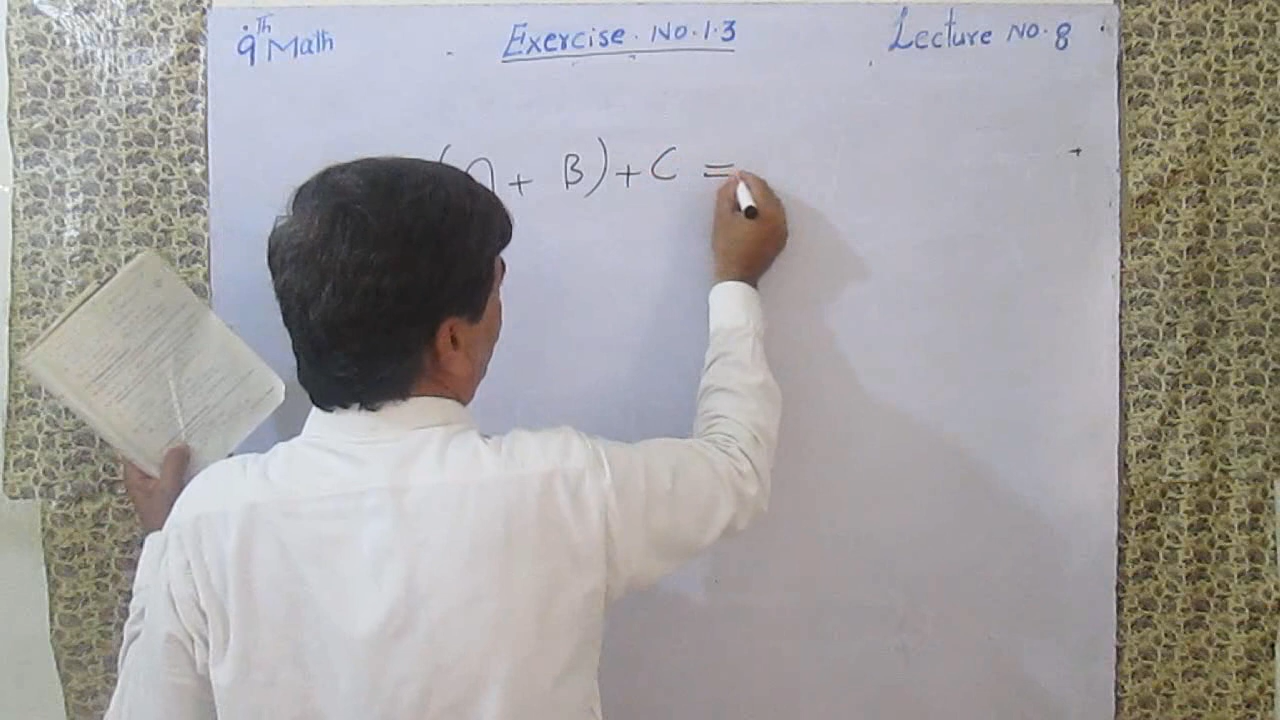 9Th Math
Exercise. No.1.3
Lecture No. 8
(A + B) + C =